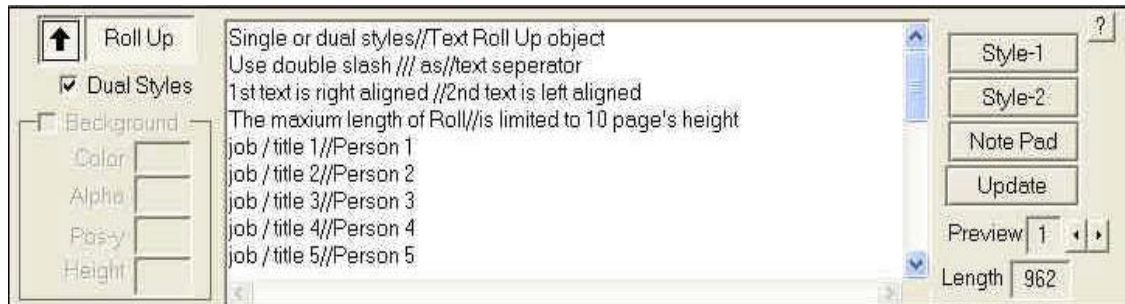 Roll Up
Dual Styles
Background
Color
Alpha
Pos-y
Height
Single or dual styles//Text Roll Up object
Use double slash /// as//text seperator
1st text is right aligned //2nd text is left aligned
The maxium length of Roll//is limited to 10 page's height
job / title 1//Person 1
job / title 2//Person 2
job / title 3//Person 3
job / title 4//Person 4
job / title 5//Person 5
?
Style-1
Style-2
Note Pad
Update
Preview 1
Length 962